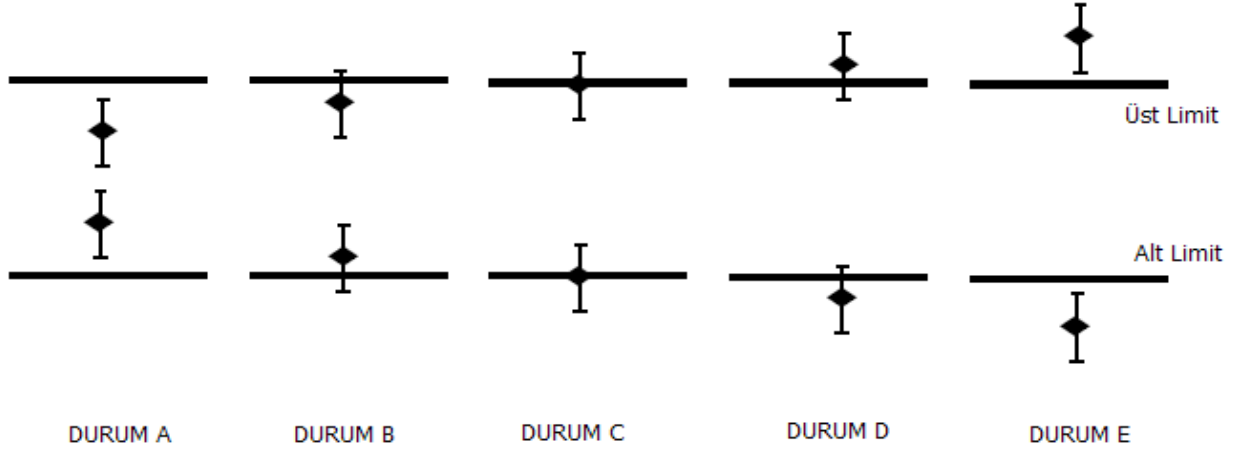 Üst Limit
Alt Limit
DURUM A
DURUM B
DURUM C
DURUM D
DURUM E